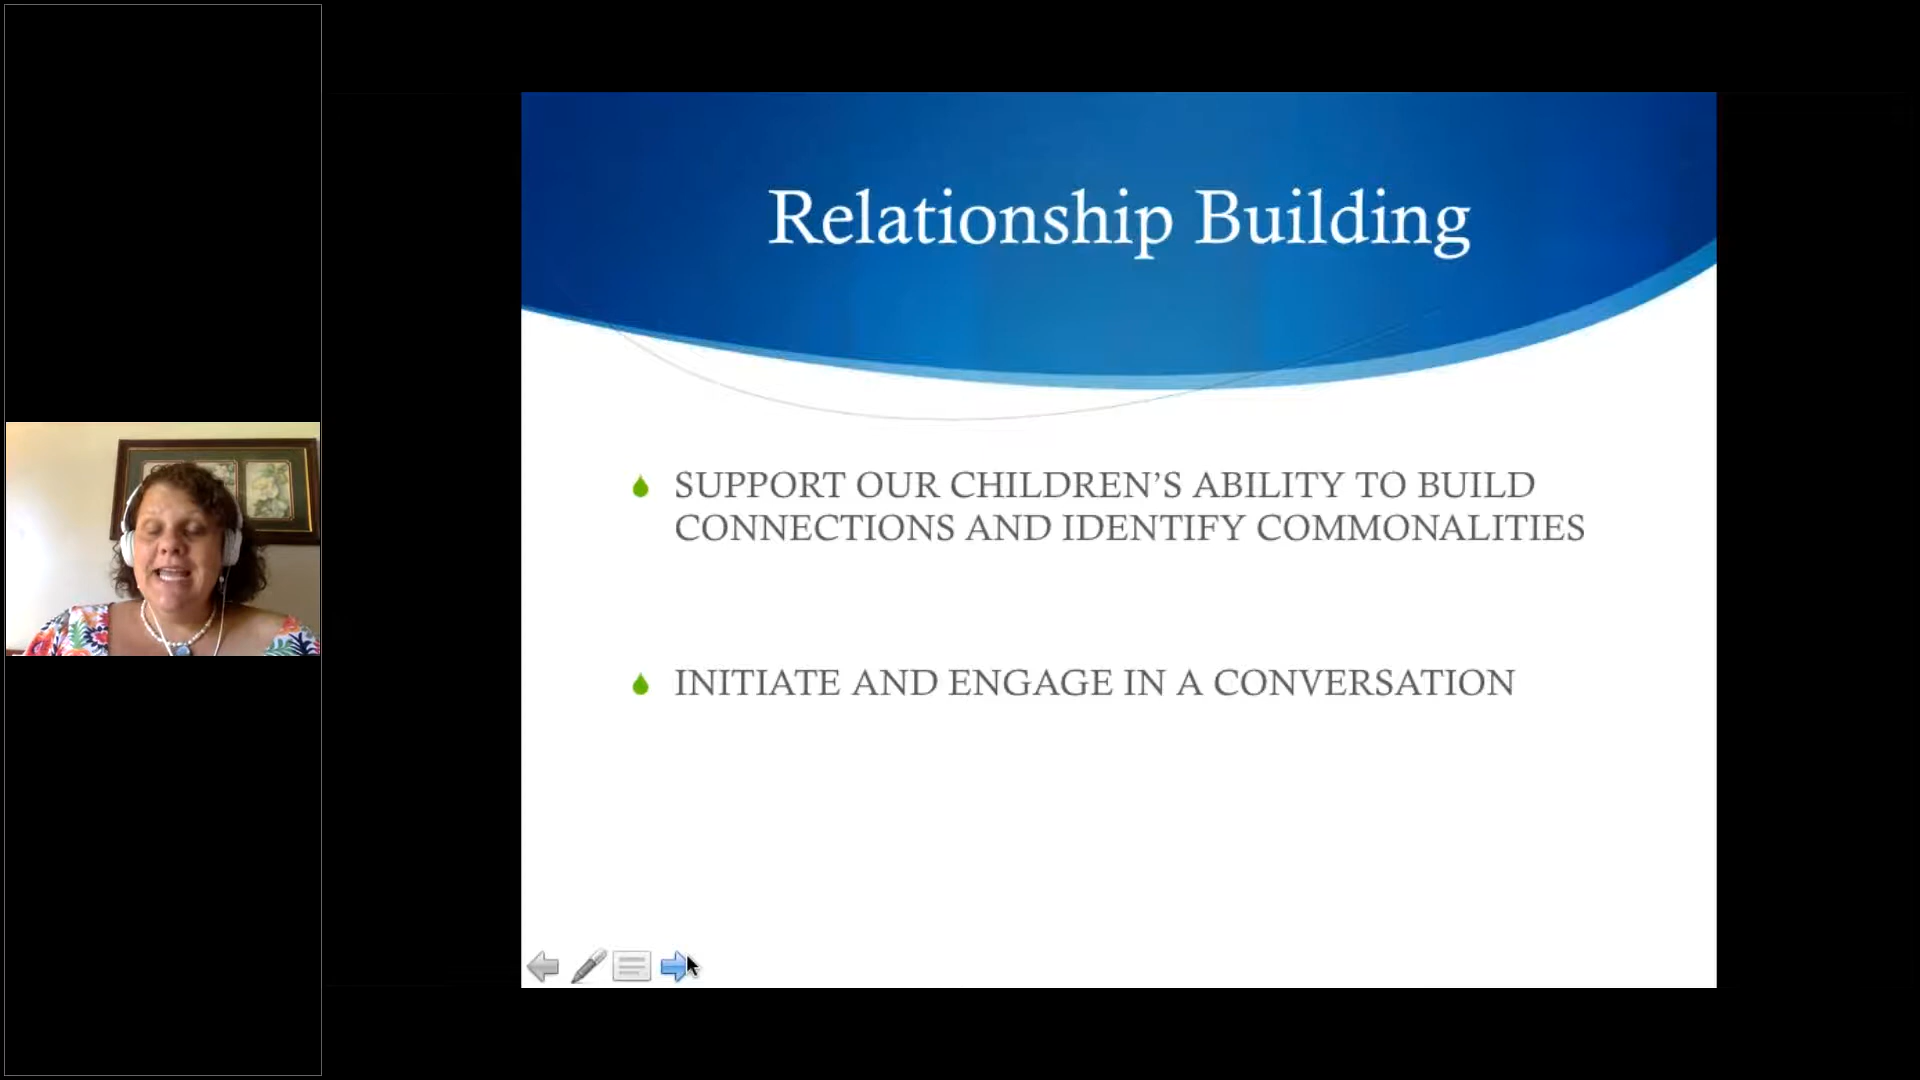 Relationship Building
SUPPORT OUR CHILDREN'S ABILITY TO BUILD
CONNECTIONS AND IDENTIFY COMMONALITIES
INITIATE AND ENGAGE IN A CONVERSATION